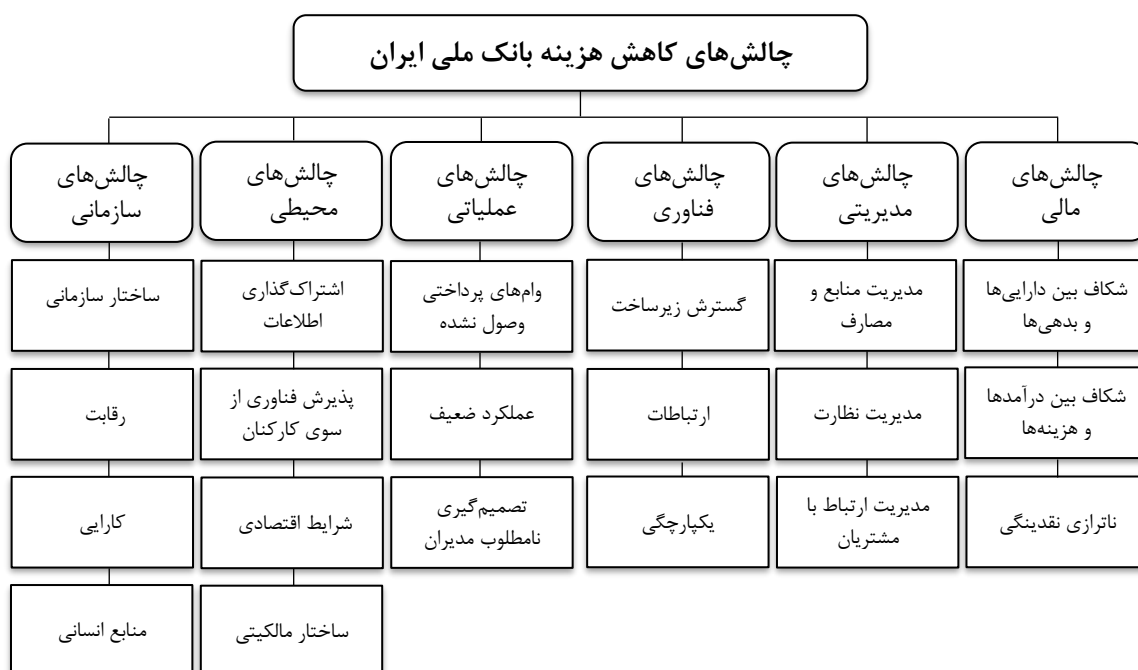 چالش‌های کاهش هزینه بانک ملی ایران
چالش‌های
مالی
چالش‌های
مدیریتی
چالش‌های
فناوری
چالش‌های
عملیاتی
چالش‌های
محیطی
چالش‌های
سازمانی
شکاف بین دارایی‌ها
و بدهی‌ها
مدیریت منابع و
مصارف
گسترش زیرساخت
وام‌های پرداختی
وصول نشده
اشتراک‌گذاری
اطلاعات
ساختار سازمانی
شکاف بین درآمدها
و هزینه‌ها
مدیریت نظارت
ارتباطات
عملکرد ضعیف
پذیرش فناوری از
سوی کارکنان
رقابت
ناترازی نقدینگی
مدیریت ارتباط با
مشتریان
یکپارچگی
تصمیم‌گیری
نامطلوب مدیران
شرایط اقتصادی
کارایی
ساختار مالکیتی
منابع انسانی